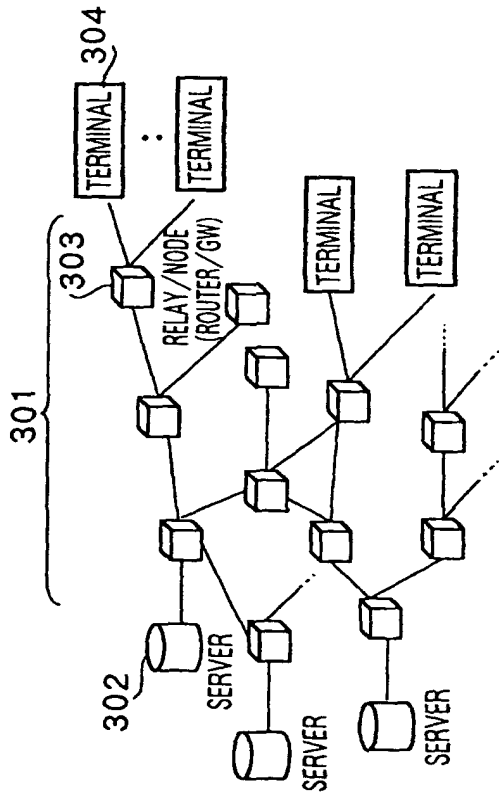 301
302
303
304
SERVER
RELAY/NODE
(ROUTER/GW)
TERMINAL
:
TERMINAL
SERVER
TERMINAL
SERVER
TERMINAL